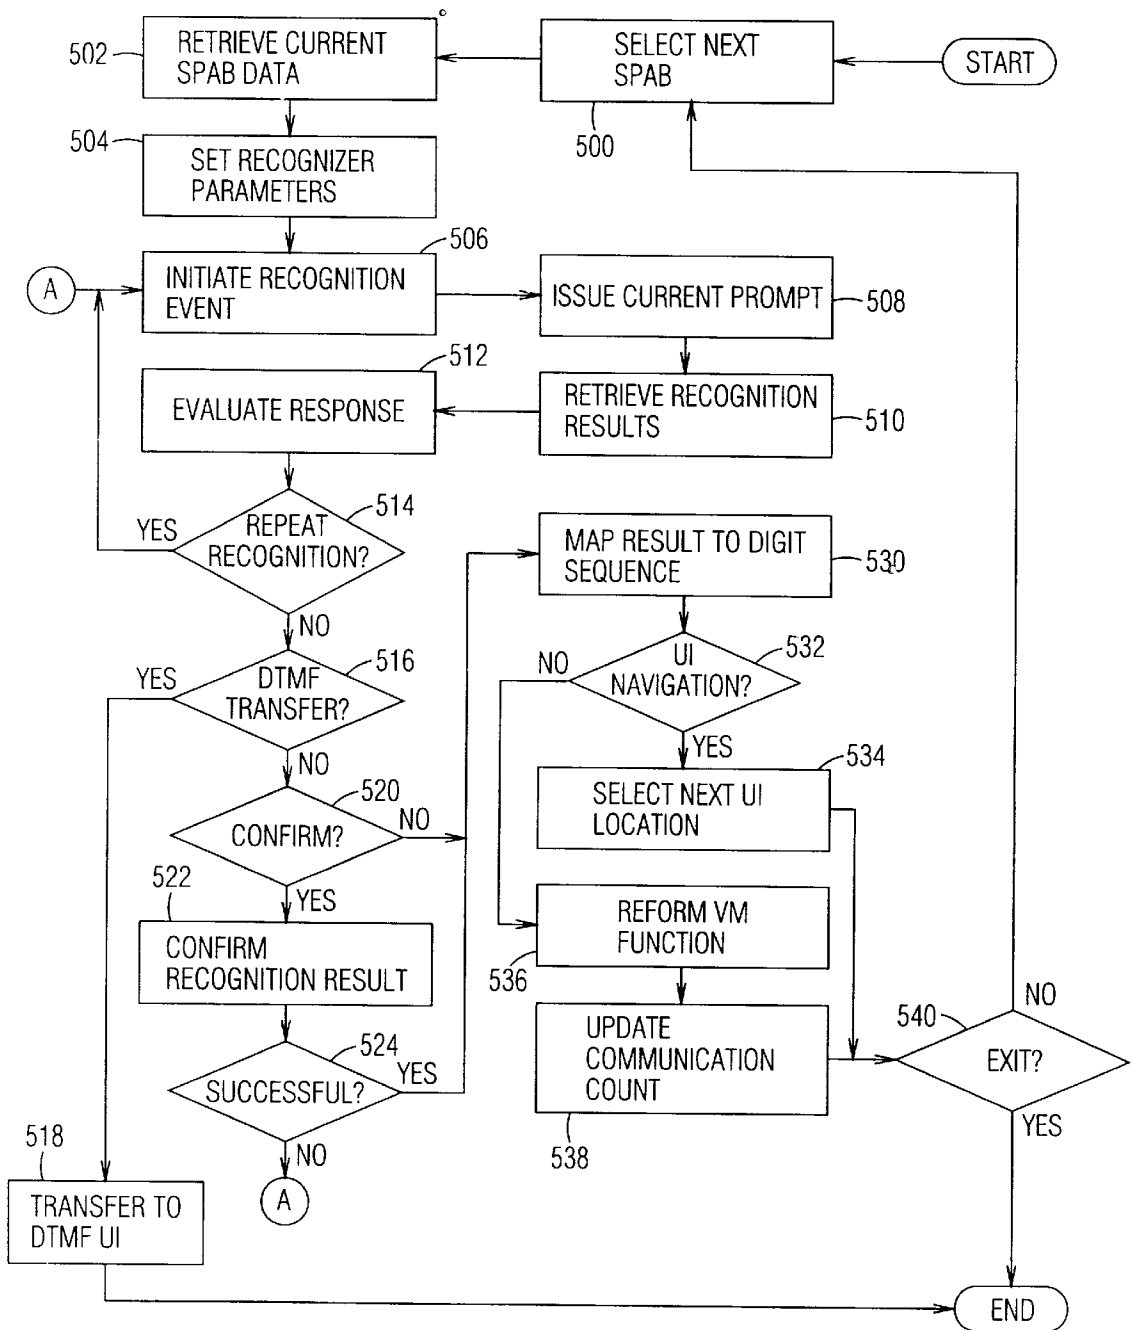 502
RETRIEVE CURRENT
SPAB DATA
SELECT NEXT
SPAB
500
START
504
SET RECOGNIZER
PARAMETERS
506
A
INITIATE RECOGNITION
EVENT
ISSUE CURRENT PROMPT
508
512
EVALUATE RESPONSE
RETRIEVE RECOGNITION
RESULTS
510
514
YES
REPEAT
RECOGNITION?
NO
MAP RESULT TO DIGIT
SEQUENCE
530
516
YES
DTMF
TRANSFER?
NO
532
NO
UI
NAVIGATION?
YES
534
SELECT NEXT UI
LOCATION
520
CONFIRM?
NO
YES
522
CONFIRM
RECOGNITION RESULT
REFORM VM
FUNCTION
536
524
SUCCESSFUL?
YES
NO
A
UPDATE
COMMUNICATION
COUNT
538
540
NO
EXIT?
YES
518
TRANSFER TO
DTMF UI
END